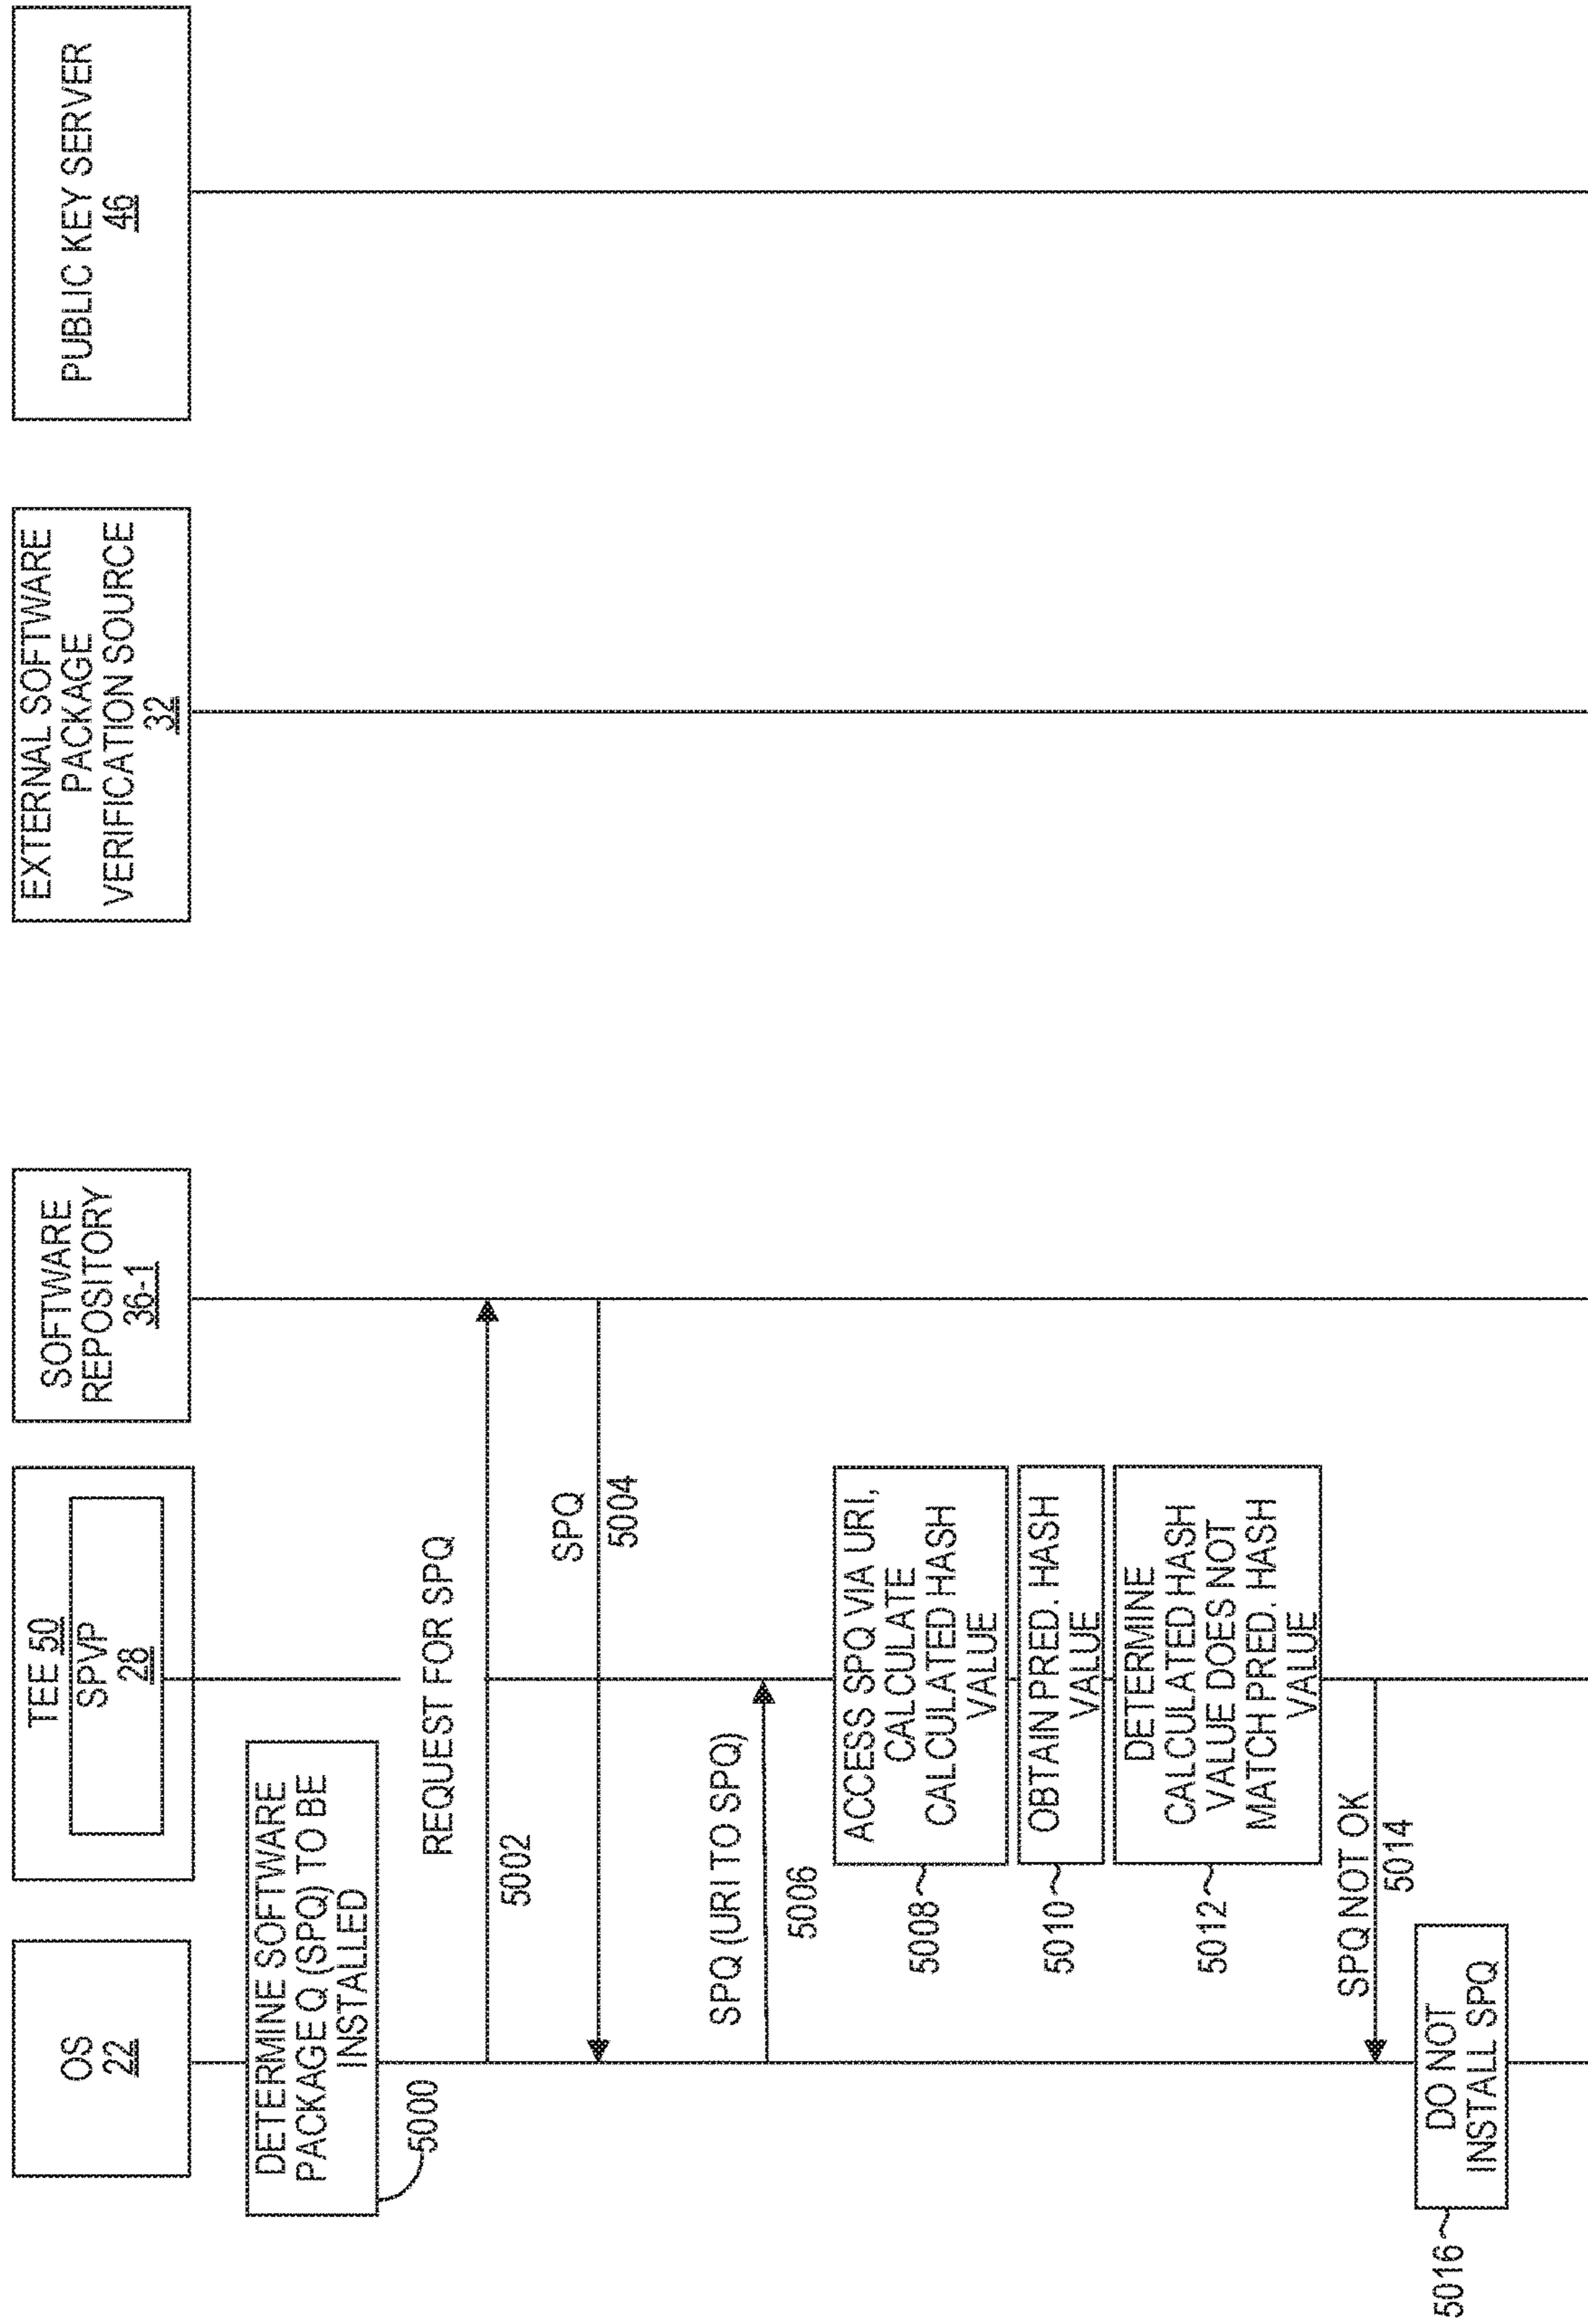 OS
22
TEE 50
SPVP
28
SOFTWARE
REPOSITORY
36-1
EXTERNAL SOFTWARE
PACKAGE
VERIFICATION SOURCE
32
PUBLIC KEY SERVER
46
DETERMINE SOFTWARE
PACKAGE Q (SPQ) TO BE
INSTALLED
5000
REQUEST FOR SPQ
5002
SPQ
5004
SPQ (URI TO SPQ)
5006
ACCESS SPQ VIA URI,
CALCULATE
CALCULATED HASH
VALUE
5008
OBTAIN PRED. HASH
VALUE
5010
DETERMINE
CALCULATED HASH
VALUE DOES NOT
MATCH PRED. HASH
VALUE
5012
SPQ NOT OK
5014
DO NOT
INSTALL SPQ
5016